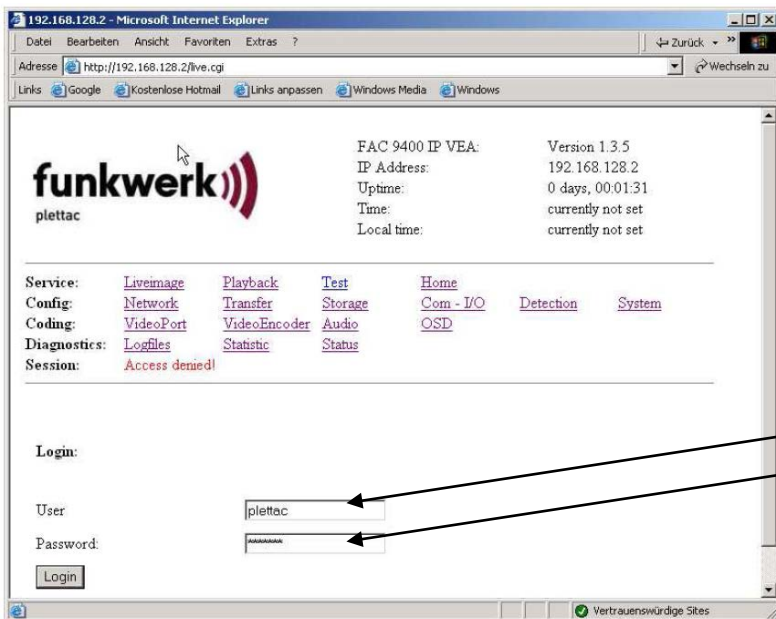 192.168.128.2 - Microsoft Internet Explorer
Datei Bearbeiten Ansicht Favoriten Extras ?
Zurück
Adresse http://192.168.128.2/live.cgi
Wechseln zu
Links Google Kostenlose Hotmail Links anpassen Windows Media Windows
funkwerk
plettac
FAC 9400 IP VEA: Version 1.3.5
IP Address: 192.168.128.2
Uptime: 0 days, 00:01:31
Time: currently not set
Local time: currently not set
Service: Liveimage Playback Test Home
Config: Network Transfer Storage Com - I/O Detection System
Coding: VideoPort VideoEncoder Audio OSD
Diagnostics: Logfiles Statistic Status
Session: Access denied!
Login:
User plettac
Password: *******
Login
Vertrauenswürdige Sites